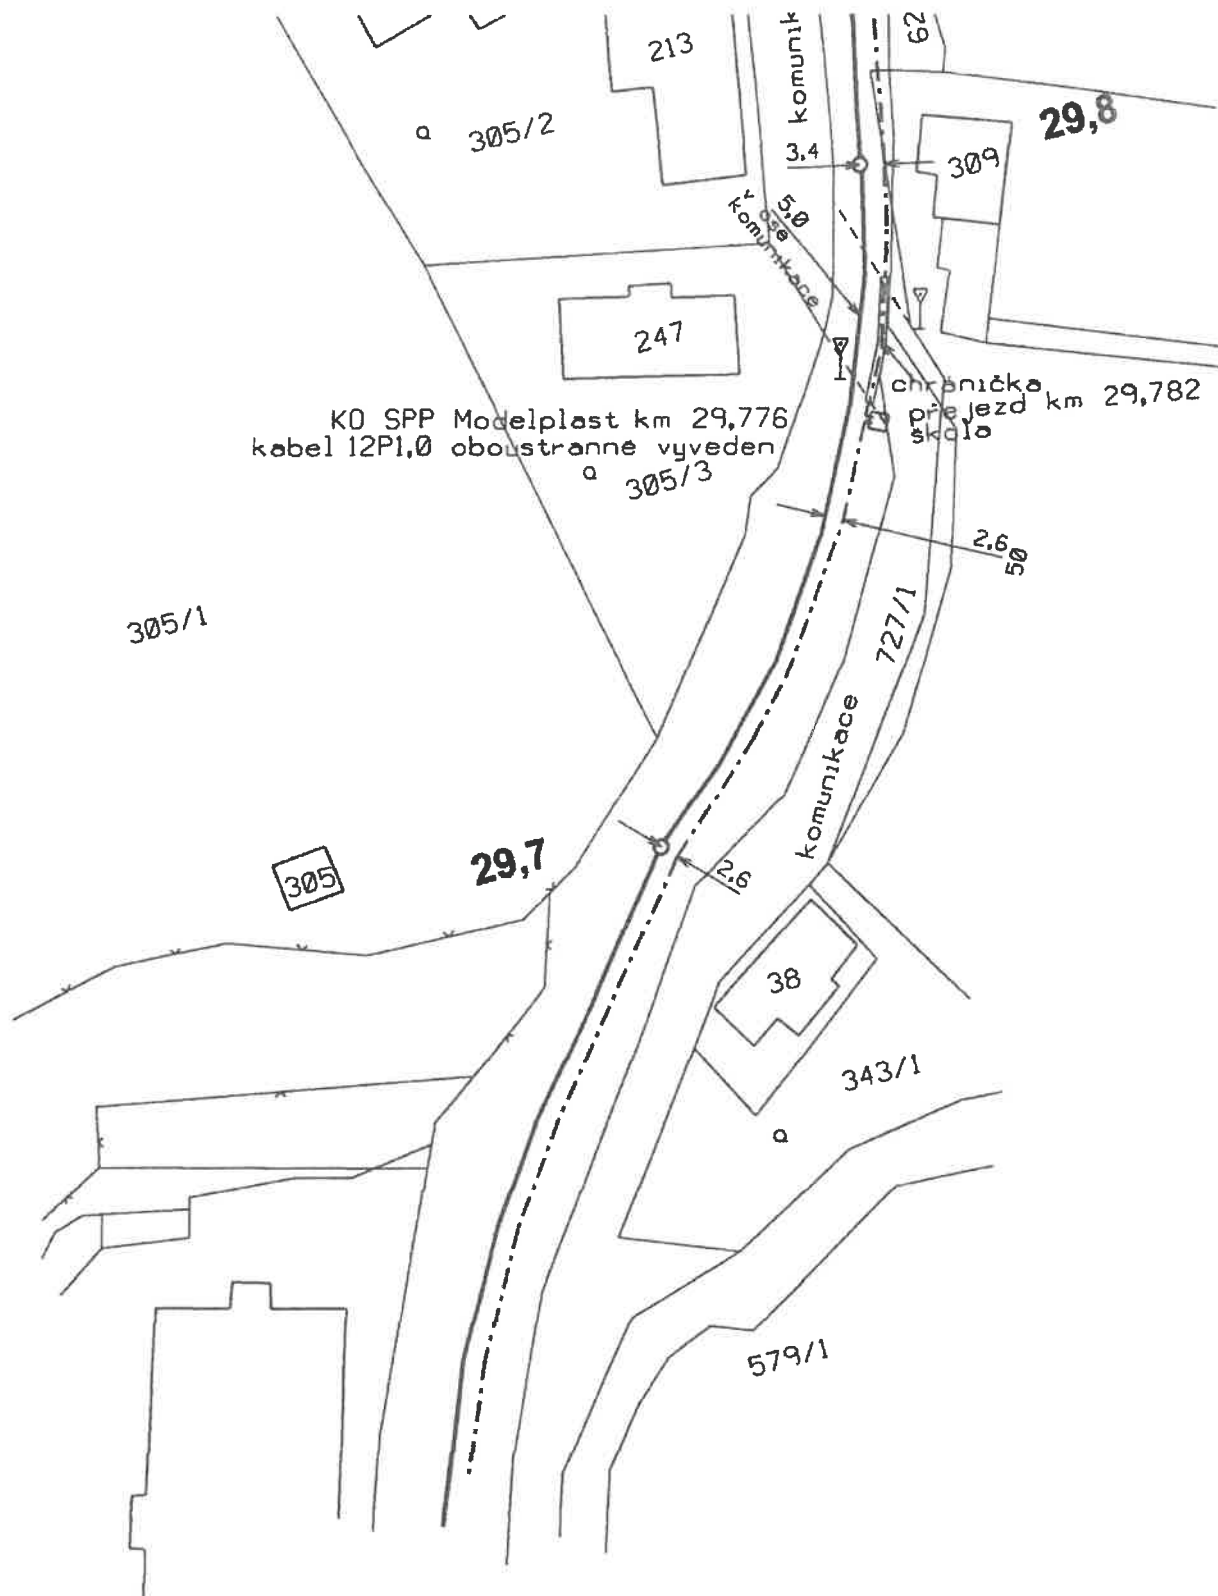 komunik
62
213
29,8
305/2
3.4
309
v ose
komunikace
5,0
247
chránička
přejezd km 29,782
škola
KO SPP Modelplast km 29,776
kabel 12P1,0 oboustranně vyveden
305/3
2.6
50
305/1
727/1
komunikace
29,7
305
2.6
38
343/1
579/1